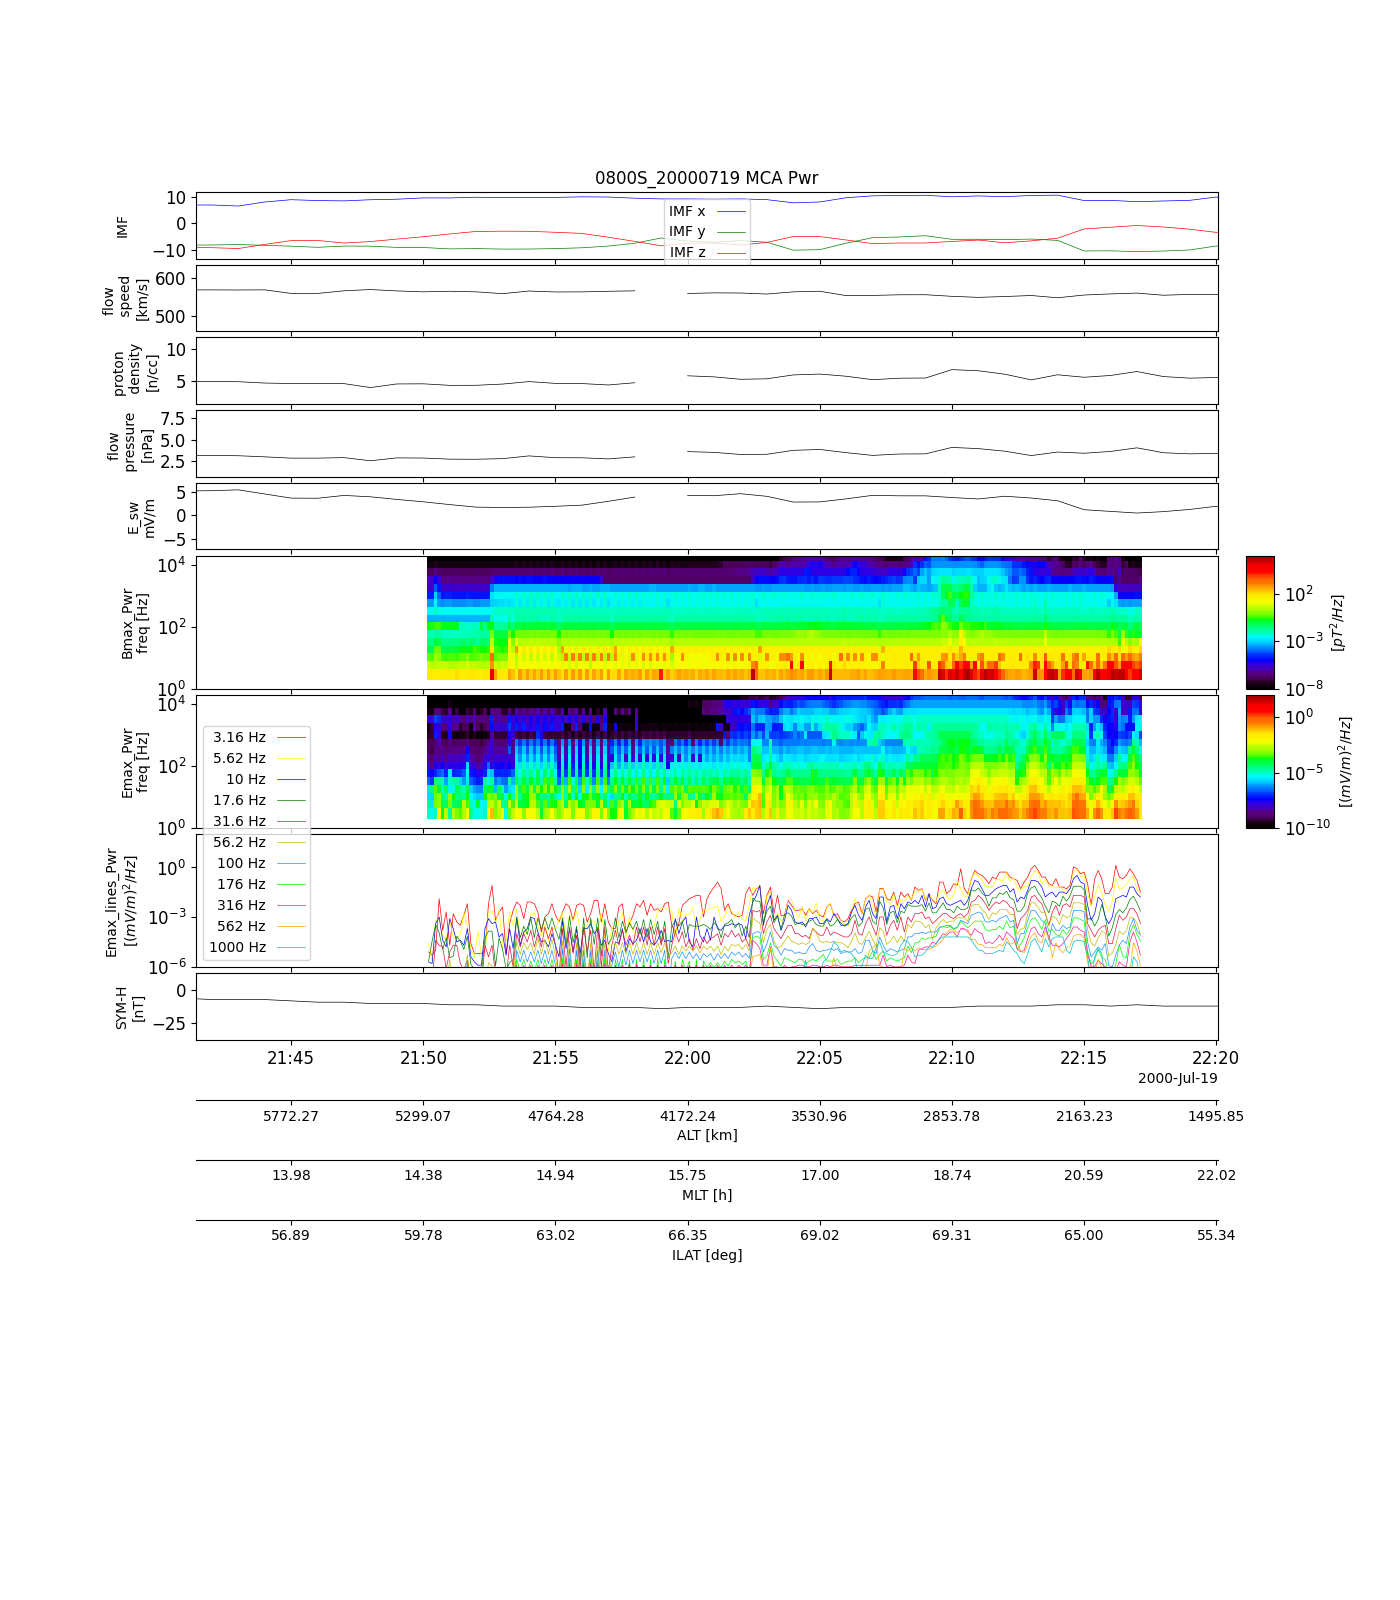 0800S_20000719 MCA Pwr
10
0
−10
IMF
IMF x
IMF y
IMF z
600
500
flow
speed
[km/s]
10
5
proton
density
[n/cc]
7.5
5.0
2.5
flow
pressure
[nPa]
5
0
−5
E_sw
mV/m
10^4
10^2
10^0
Bmax_Pwr
freq [Hz]
10^2
10^−3
10^−8
[pT^2/Hz]
10^4
10^2
10^0
Emax_Pwr
freq [Hz]
10^0
10^−5
10^−10
[(mV/m)^2/Hz]
3.16 Hz
5.62 Hz
10 Hz
17.6 Hz
31.6 Hz
56.2 Hz
100 Hz
176 Hz
316 Hz
562 Hz
1000 Hz
10^0
10^−3
10^−6
Emax_lines_Pwr
[(mV/m)^2/Hz]
0
−25
SYM-H
[nT]
21:45 21:50 21:55 22:00 22:05 22:10 22:15 22:20
2000-Jul-19
5772.27 5299.07 4764.28 4172.24 3530.96 2853.78 2163.23 1495.85
ALT [km]
13.98 14.38 14.94 15.75 17.00 18.74 20.59 22.02
MLT [h]
56.89 59.78 63.02 66.35 69.02 69.31 65.00 55.34
ILAT [deg]